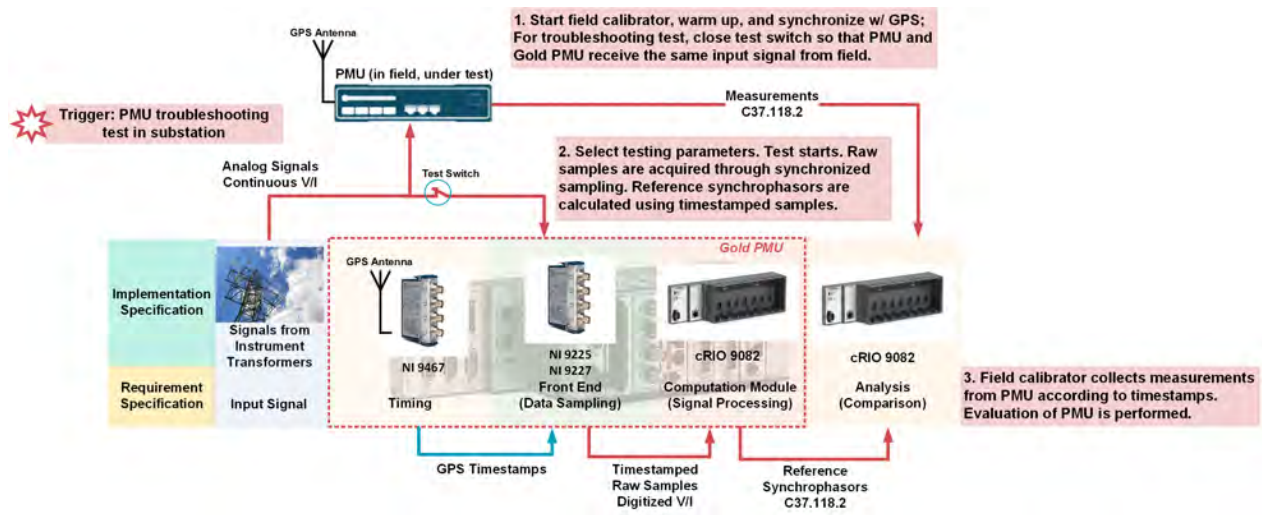 1. Start field calibrator, warm up, and synchronize w/ GPS;
For troubleshooting test, close test switch so that PMU and
Gold PMU receive the same input signal from field.
GPS Antenna
PMU (in field, under test)
Measurements
C37.118.2
Trigger: PMU troubleshooting
test in substation
2. Select testing parameters. Test starts. Raw
samples are acquired through synchronized
sampling. Reference synchrophasors are
calculated using timestamped samples.
Analog Signals
Continuous V/I
Test Switch
Gold PMU
GPS Antenna
Implementation
Specification
Signals from
Instrument
Transformers
NI 9467
NI 9225
NI 9227
cRIO 9082
cRIO 9082
Requirement
Specification
Input Signal
Timing
Front End
(Data Sampling)
Computation Module
(Signal Processing)
Analysis
(Comparison)
3. Field calibrator collects measurements
from PMU according to timestamps.
Evaluation of PMU is performed.
GPS Timestamps
Timestamped
Raw Samples
Digitized V/I
Reference
Synchrophasors
C37.118.2